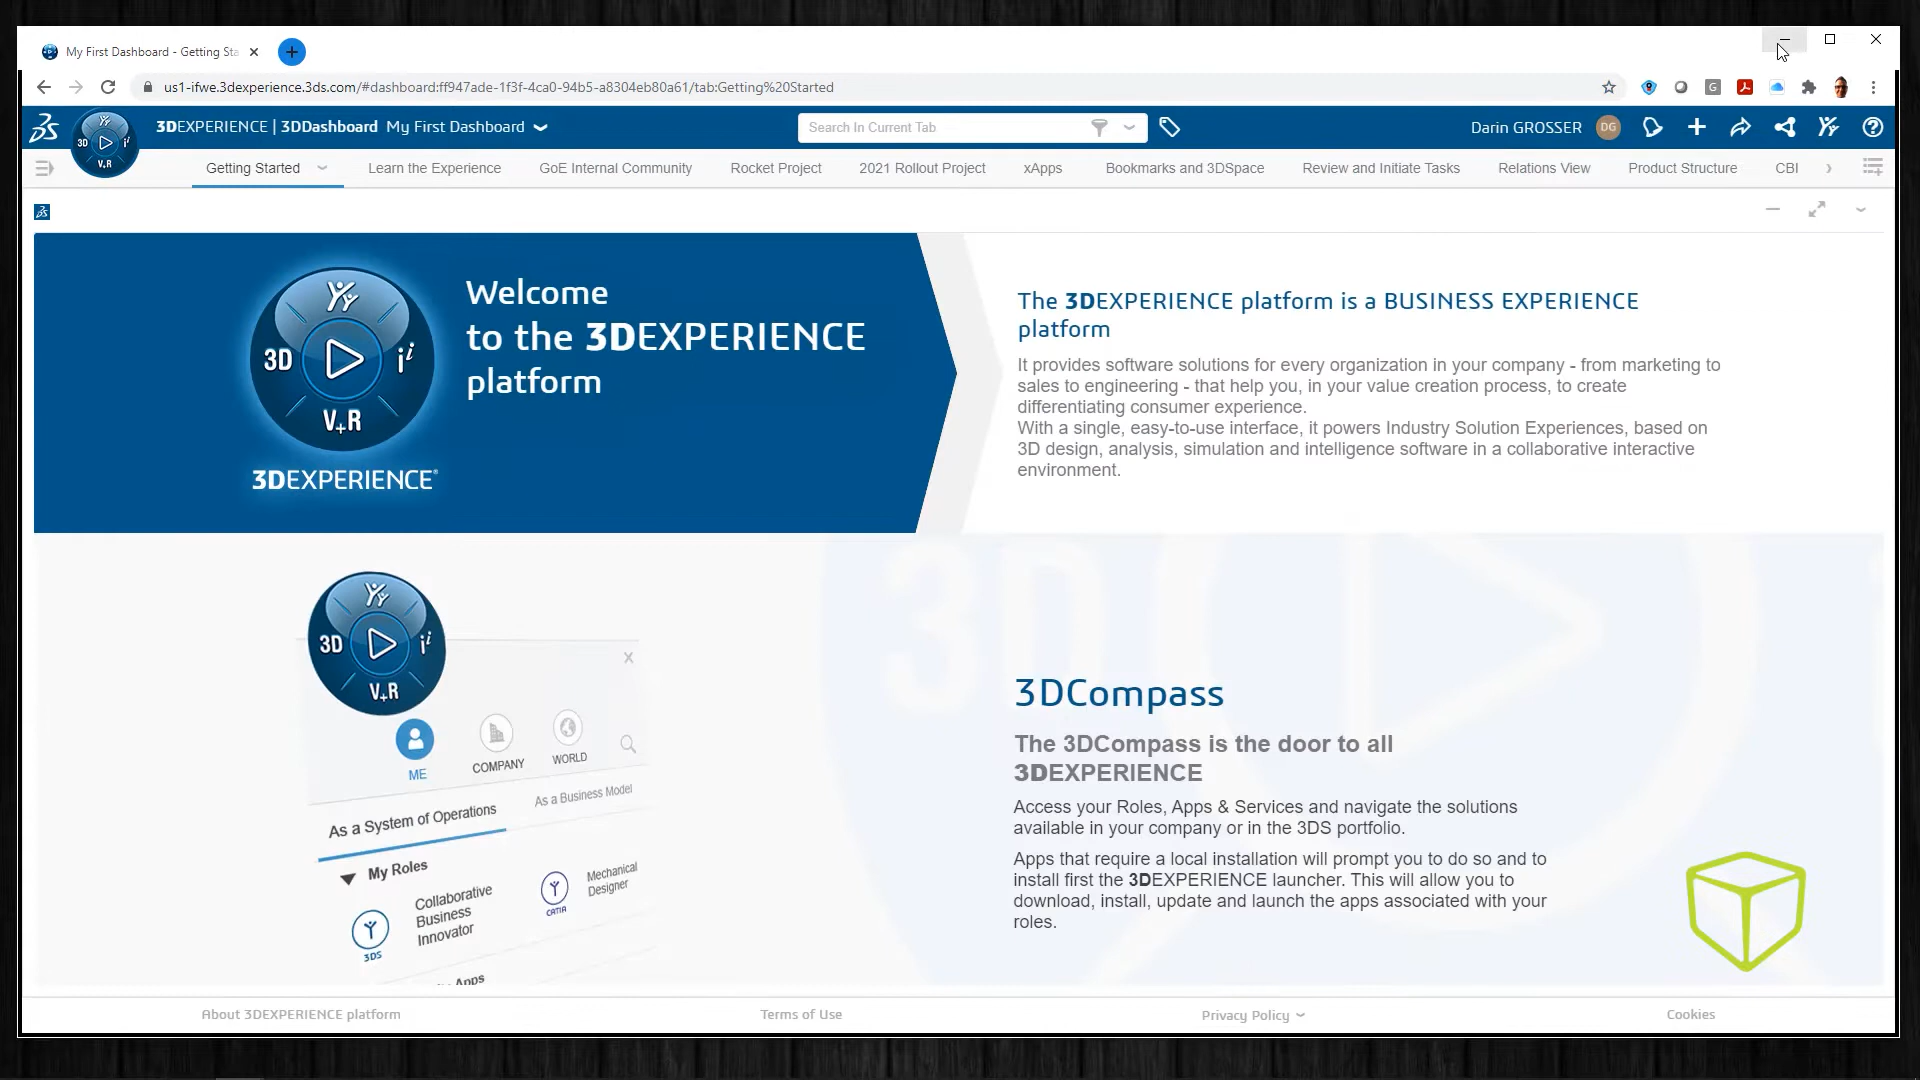 My First Dashboard - Getting Sta
us1-ifwe.3dexperience.3ds.com/#dashboard:ff947ade-1f3f-4ca0-94b5-a8304eb80a61/tab:Getting%20Started
3DEXPERIENCE | 3DDashboard My First Dashboard
Search In Current Tab
Darin GROSSER DG
3D V+R
Getting Started Learn the Experience GoE Internal Community Rocket Project 2021 Rollout Project xApps Bookmarks and 3DSpace Review and Initiate Tasks Relations View Product Structure CBI
Welcome
to the 3DEXPERIENCE
platform
3D
V+R
3DEXPERIENCE®
The 3DEXPERIENCE platform is a BUSINESS EXPERIENCE
platform
It provides software solutions for every organization in your company - from marketing to
sales to engineering - that help you, in your value creation process, to create
differentiating consumer experience.
With a single, easy-to-use interface, it powers Industry Solution Experiences, based on
3D design, analysis, simulation and intelligence software in a collaborative interactive
environment.
3D
V+R
X
ME COMPANY WORLD
As a System of Operations As a Business Model
My Roles
Collaborative
Business
Innovator
3DS
Mechanical
Designer
CATIA
Apps
3D
3DCompass
The 3DCompass is the door to all
3DEXPERIENCE
Access your Roles, Apps & Services and navigate the solutions
available in your company or in the 3DS portfolio.
Apps that require a local installation will prompt you to do so and to
install first the 3DEXPERIENCE launcher. This will allow you to
download, install, update and launch the apps associated with your
roles.
About 3DEXPERIENCE platform Terms of Use Privacy Policy Cookies